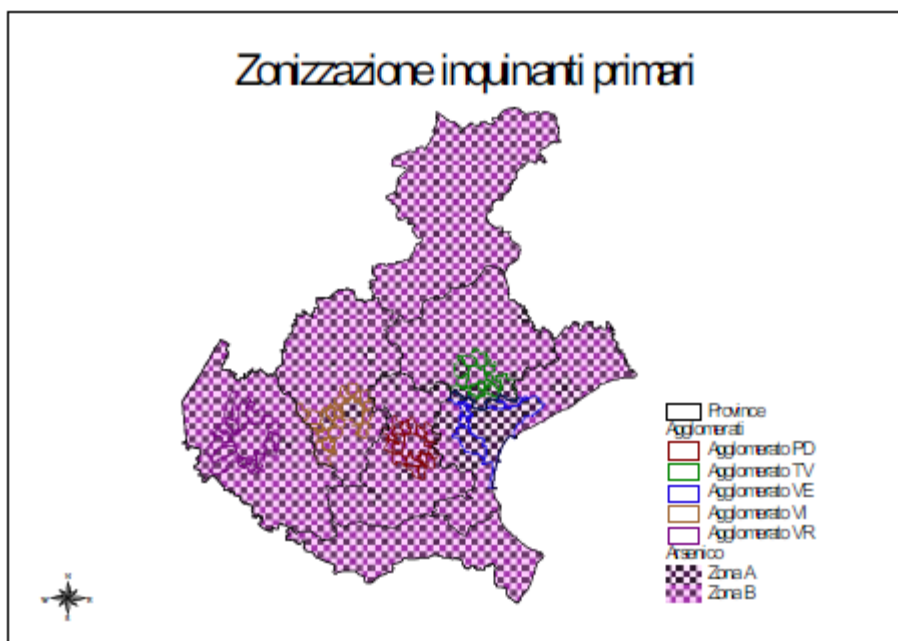 Zonizzazione inquinanti primari
Province
Agglomerati
Agglomerato PD
Agglomerato TV
Agglomerato VE
Agglomerato VI
Agglomerato VR
Arsenico
Zona A
Zona B